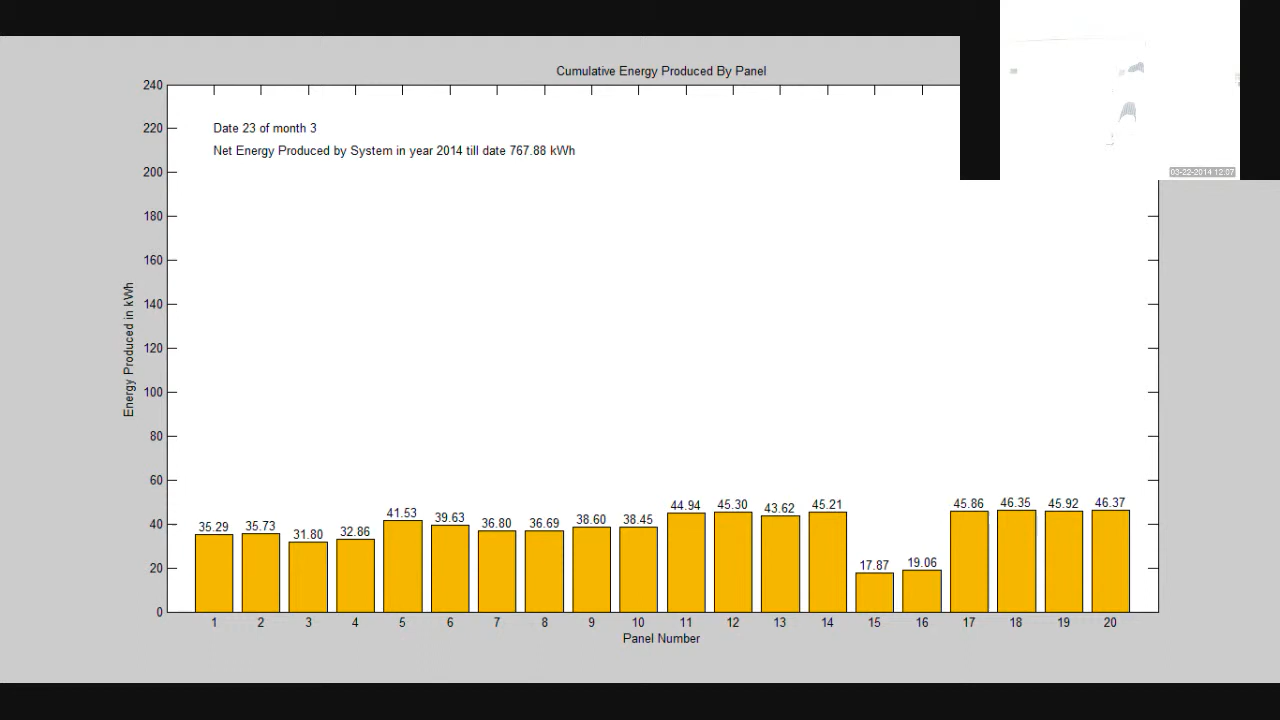 Cumulative Energy Produced By Panel
240
Date 23 of month 3
220
Net Energy Produced by System in year 2014 till date 767.88 kWh
200
03-22-2014 12:07
180
160
140
120
100
80
60
40
20
0
Energy Produced in kWh
35.29 35.73 31.80 32.86 41.53 39.63 36.80 36.69 38.60 38.45 44.94 45.30 43.62 45.21 17.87 19.06 45.86 46.35 45.92 46.37
1 2 3 4 5 6 7 8 9 10 11 12 13 14 15 16 17 18 19 20
Panel Number